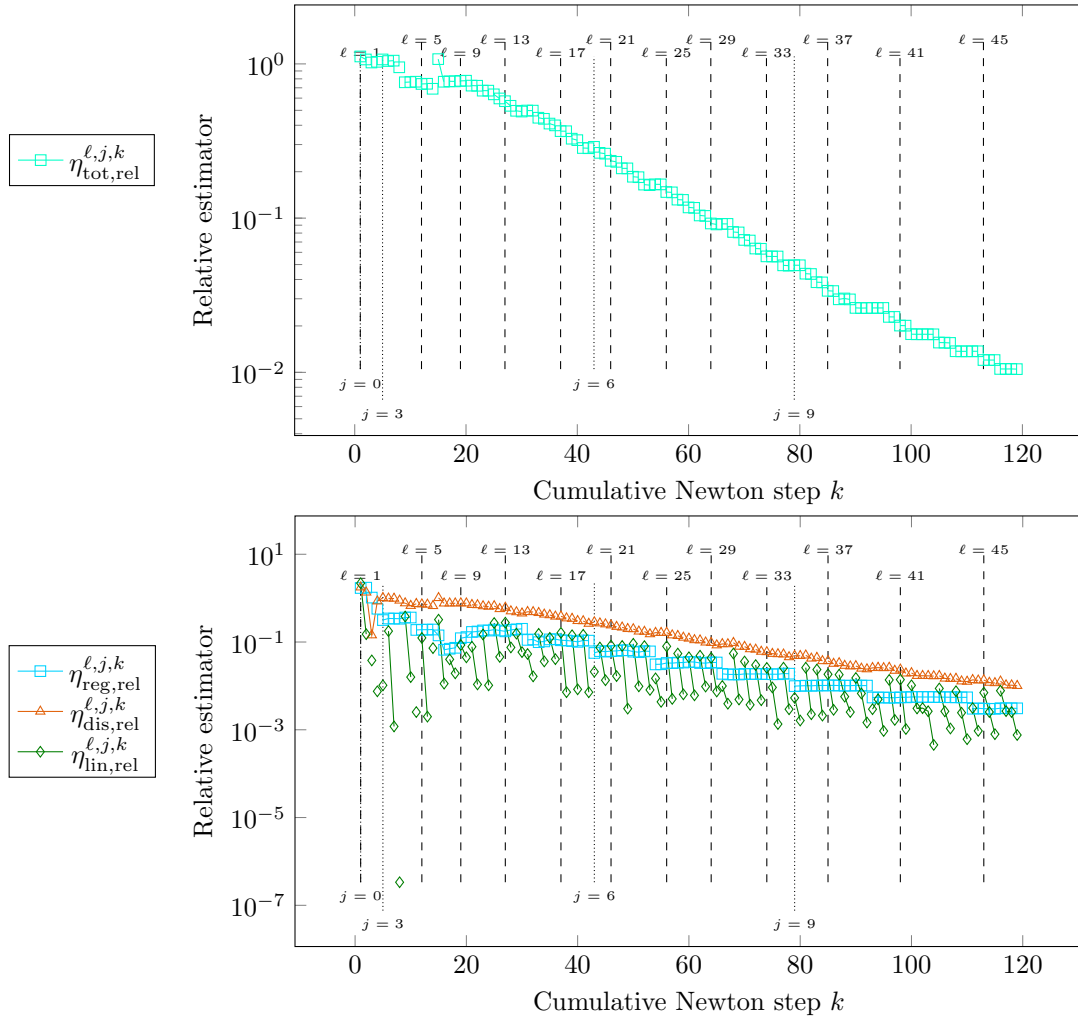 ℓ = 5 ℓ = 13 ℓ = 21 ℓ = 29 ℓ = 37 ℓ = 45
ℓ = 1 ℓ = 9 ℓ = 17 ℓ = 25 ℓ = 33 ℓ = 41
10^0
10^−1
10^−2
Relative estimator
η_{tot,rel}^{ℓ,j,k}
j = 0 j = 6
j = 3 j = 9
0 20 40 60 80 100 120
Cumulative Newton step k
ℓ = 5 ℓ = 13 ℓ = 21 ℓ = 29 ℓ = 37 ℓ = 45
ℓ = 1 ℓ = 9 ℓ = 17 ℓ = 25 ℓ = 33 ℓ = 41
10^1
10^−1
10^−3
10^−5
10^−7
Relative estimator
η_{reg,rel}^{ℓ,j,k}
η_{dis,rel}^{ℓ,j,k}
η_{lin,rel}^{ℓ,j,k}
j = 0 j = 6
j = 3 j = 9
0 20 40 60 80 100 120
Cumulative Newton step k